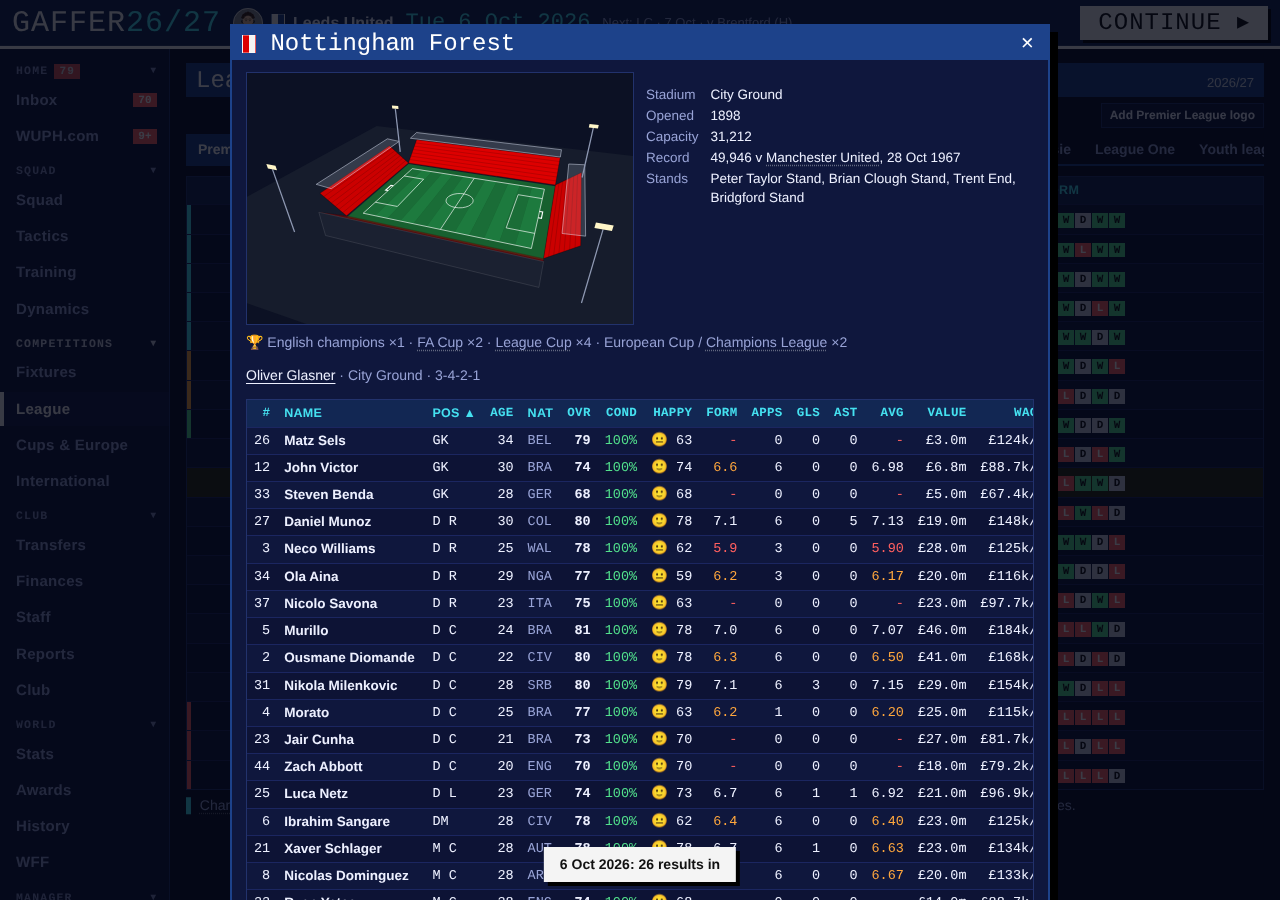 GAFFER26/27 Leeds United Tue 6 Oct 2026 Next: LC · 7 Oct · v Brentford (H) CONTINUE ▶
Nottingham Forest ✕
HOME 79 ▼
Inbox 70
WUPH.com 9+
SQUAD ▼
Squad
Tactics
Training
Dynamics
COMPETITIONS ▼
Fixtures
League
Cups & Europe
International
CLUB ▼
Transfers
Finances
Staff
Reports
Club
WORLD ▼
Stats
Awards
History
WFF
MANAGER
2026/27
Add Premier League logo
League One
Stadium City Ground
Opened 1898
Capacity 31,212
Record 49,946 v Manchester United, 28 Oct 1967
Stands Peter Taylor Stand, Brian Clough Stand, Trent End,
Bridgford Stand
🏆 English champions ×1 · FA Cup ×2 · League Cup ×4 · European Cup / Champions League ×2
Oliver Glasner · City Ground · 3-4-2-1
# NAME POS ▲ AGE NAT OVR COND HAPPY FORM APPS GLS AST AVG VALUE
26 Matz Sels GK 34 BEL 79 100% 😐 63 - 0 0 0 - £3.0m £124k/
12 John Victor GK 30 BRA 74 100% 🙂 74 6.6 6 0 0 6.98 £6.8m £88.7k/
33 Steven Benda GK 28 GER 68 100% 🙂 68 - 0 0 0 - £5.0m £67.4k/
27 Daniel Munoz D R 30 COL 80 100% 🙂 78 7.1 6 0 5 7.13 £19.0m £148k/
3 Neco Williams D R 25 WAL 78 100% 😐 62 5.9 3 0 0 5.90 £28.0m £125k/
34 Ola Aina D R 29 NGA 77 100% 😐 59 6.2 3 0 0 6.17 £20.0m £116k/
37 Nicolo Savona D R 23 ITA 75 100% 😐 63 - 0 0 0 - £23.0m £97.7k/
5 Murillo D C 24 BRA 81 100% 🙂 78 7.0 6 0 0 7.07 £46.0m £184k/
2 Ousmane Diomande D C 22 CIV 80 100% 🙂 78 6.3 6 0 0 6.50 £41.0m £168k/
31 Nikola Milenkovic D C 28 SRB 80 100% 🙂 79 7.1 6 3 0 7.15 £29.0m £154k/
4 Morato D C 25 BRA 77 100% 😐 63 6.2 1 0 0 6.20 £25.0m £115k/
23 Jair Cunha D C 21 BRA 73 100% 🙂 70 - 0 0 0 - £27.0m £81.7k/
44 Zach Abbott D C 20 ENG 70 100% 🙂 70 - 0 0 0 - £18.0m £79.2k/
25 Luca Netz D L 23 GER 74 100% 🙂 73 6.7 6 1 1 6.92 £21.0m £96.9k/
6 Ibrahim Sangare DM 28 CIV 78 100% 😐 62 6.4 6 0 0 6.40 £23.0m £125k/
21 Xaver Schlager M C 28 AUT 6 1 0 6.63 £23.0m £134k/
8 Nicolas Dominguez M C 28 6 0 0 6.67 £20.0m £133k/
6 Oct 2026: 26 results in